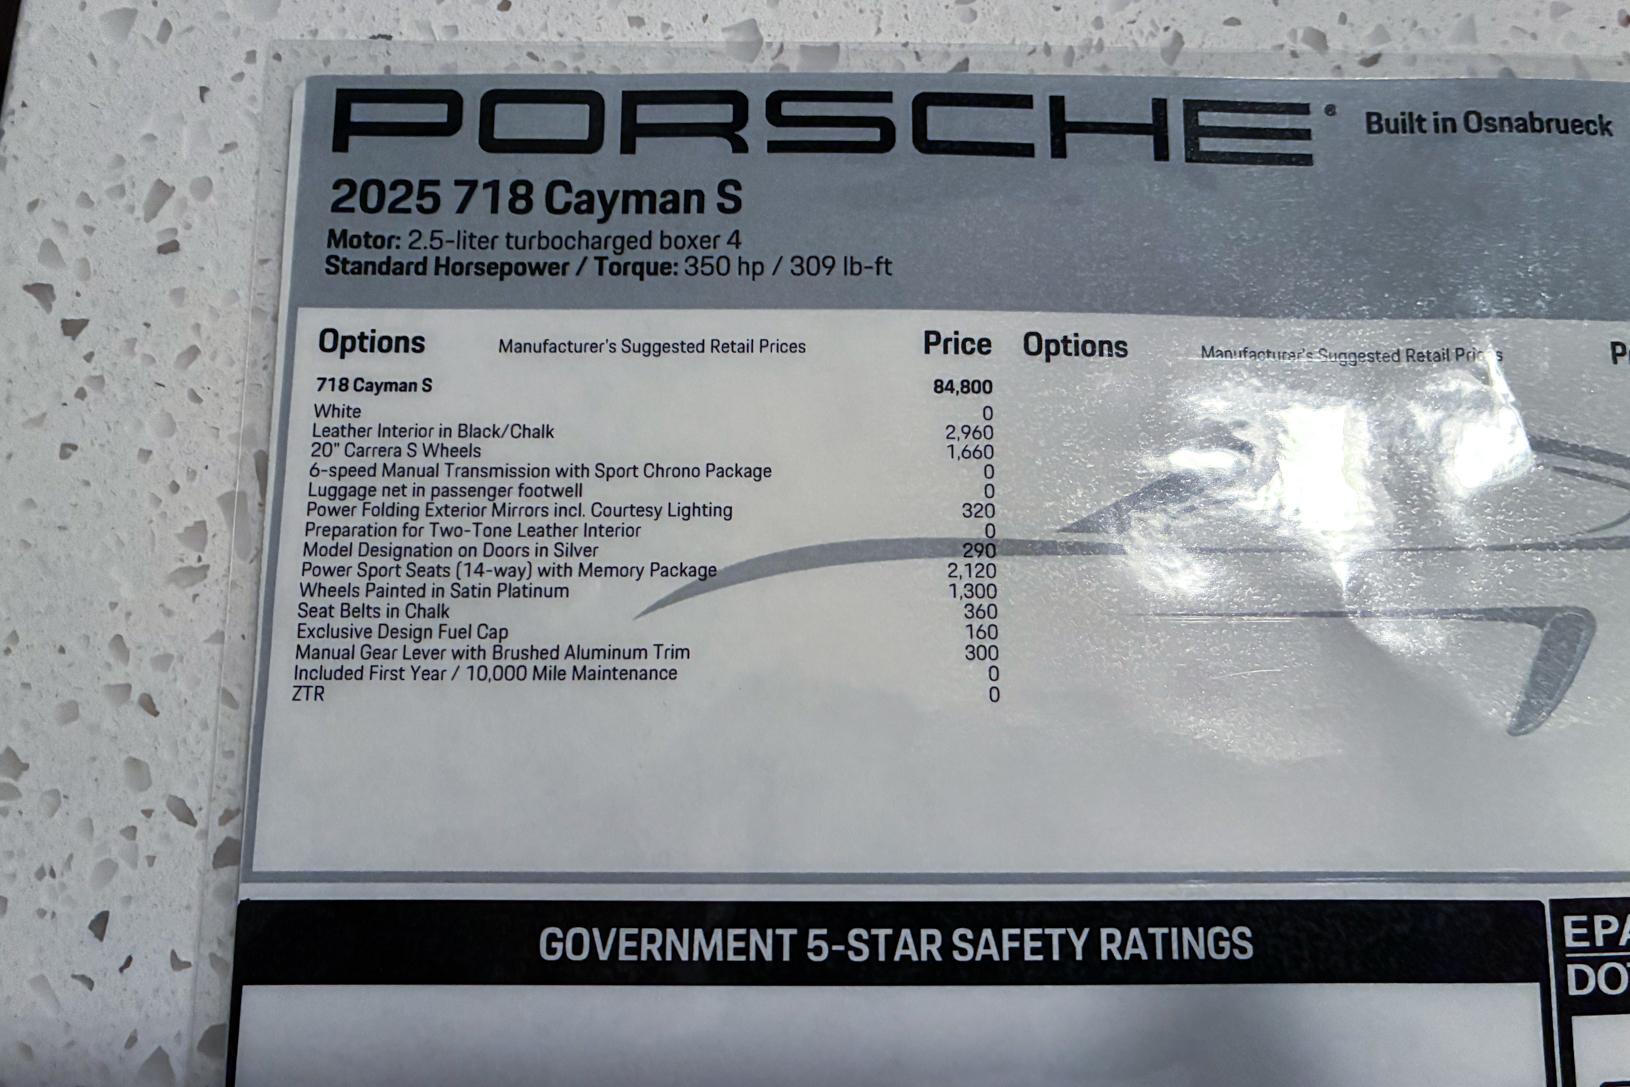 PORSCHE® Built in Osnabrueck
2025 718 Cayman S
Motor: 2.5-liter turbocharged boxer 4
Standard Horsepower / Torque: 350 hp / 309 lb-ft
Options Manufacturer's Suggested Retail Prices Price Options Manufacturer's Suggested Retail Prices
718 Cayman S 84,800
White 0
Leather Interior in Black/Chalk 2,960
20" Carrera S Wheels 1,660
6-speed Manual Transmission with Sport Chrono Package 0
Luggage net in passenger footwell 0
Power Folding Exterior Mirrors incl. Courtesy Lighting 320
Preparation for Two-Tone Leather Interior 0
Model Designation on Doors in Silver 290
Power Sport Seats (14-way) with Memory Package 2,120
Wheels Painted in Satin Platinum 1,300
Seat Belts in Chalk 360
Exclusive Design Fuel Cap 160
Manual Gear Lever with Brushed Aluminum Trim 300
Included First Year / 10,000 Mile Maintenance 0
ZTR 0
GOVERNMENT 5-STAR SAFETY RATINGS
EPA
DO